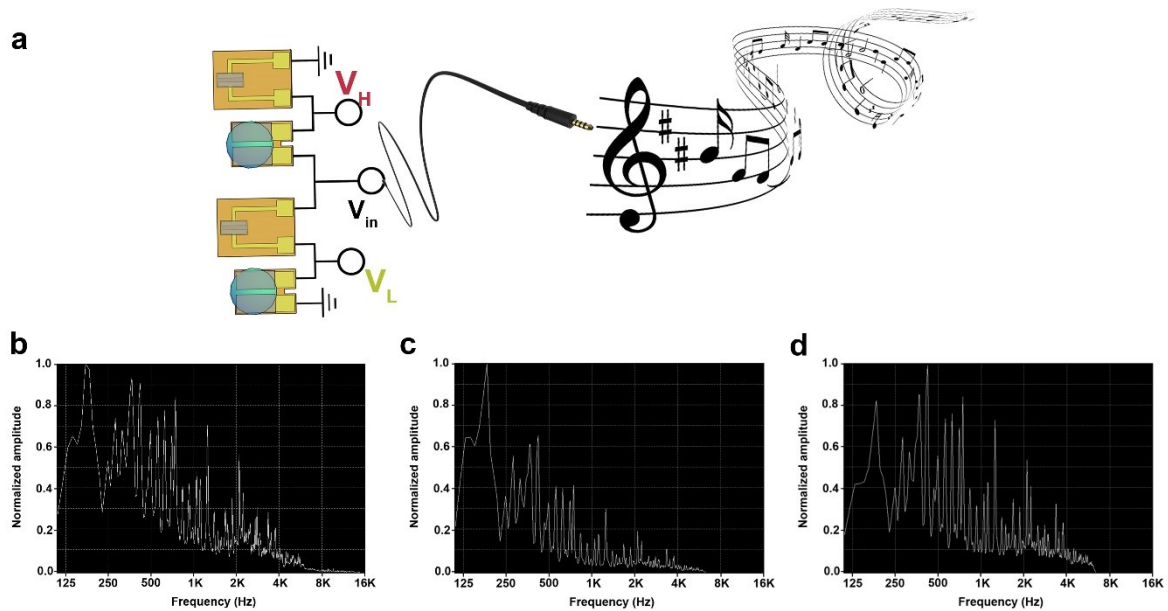 a
V_H
V_in
V_L
b
c
d
Normalized amplitude
1.0
0.8
0.6
0.4
0.2
0.0
125 250 500 1K 2K 4K 8K 16K
Frequency (Hz)
Normalized amplitude
1.0
0.8
0.6
0.4
0.2
0.0
125 250 500 1K 2K 4K 8K 16K
Frequency (Hz)
Normalized amplitude
1.0
0.8
0.6
0.4
0.2
0.0
125 250 500 1K 2K 4K 8K 16K
Frequency (Hz)